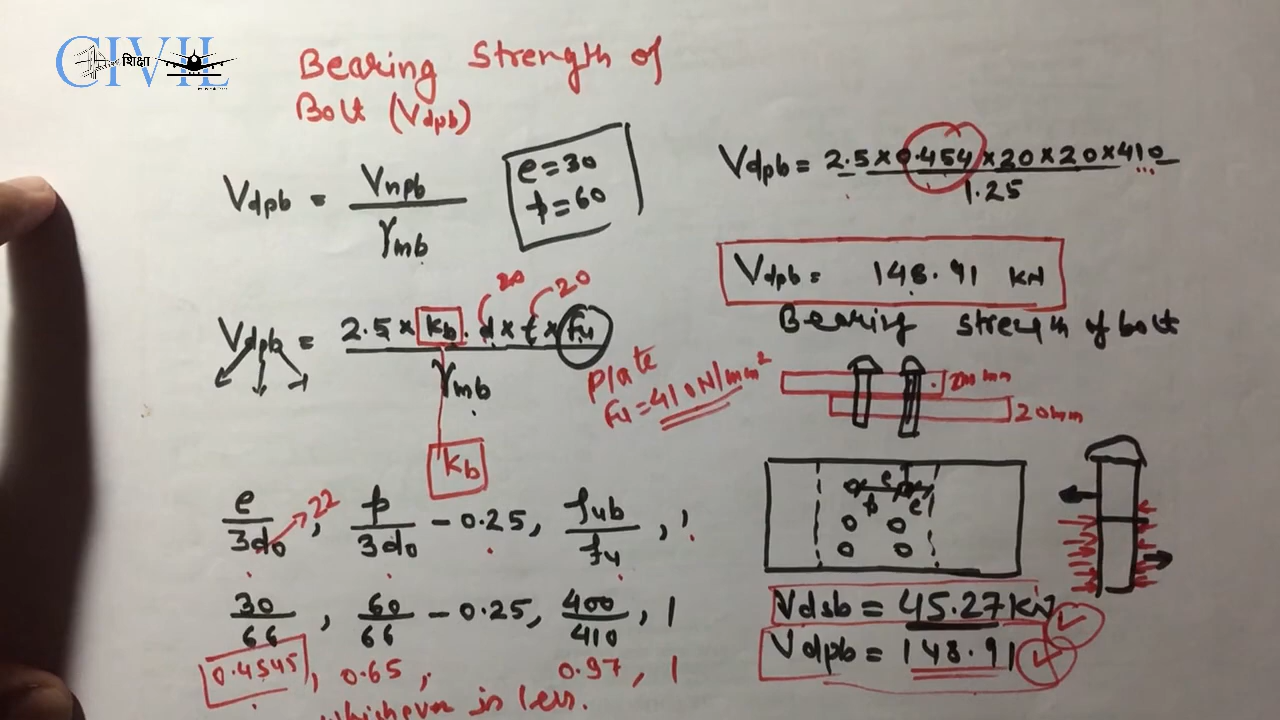 CIVIL शिक्षा
Bearing Strength of
Bolt (Vdpb)
Vdpb = Vnpb / γmb
e = 30
p = 60
Vdpb = 2.5 × kb . d × t × Fu / γmb
20
20
kb
Plate
Fu = 410 N/mm²
e/3d₀ , p/3d₀ - 0.25, fub/fu , 1
22
30/66 , 60/66 - 0.25, 400/410 , 1
0.4545, 0.65, 0.97, 1
whichever is less.
Vdpb = 2.5 × 0.454 × 20 × 20 × 410 / 1.25
Vdpb = 148.91 kN
Bearing strength of bolt
20 mm
20mm
e
p e
Vdsb = 45.27 kN
Vdpb = 148.91